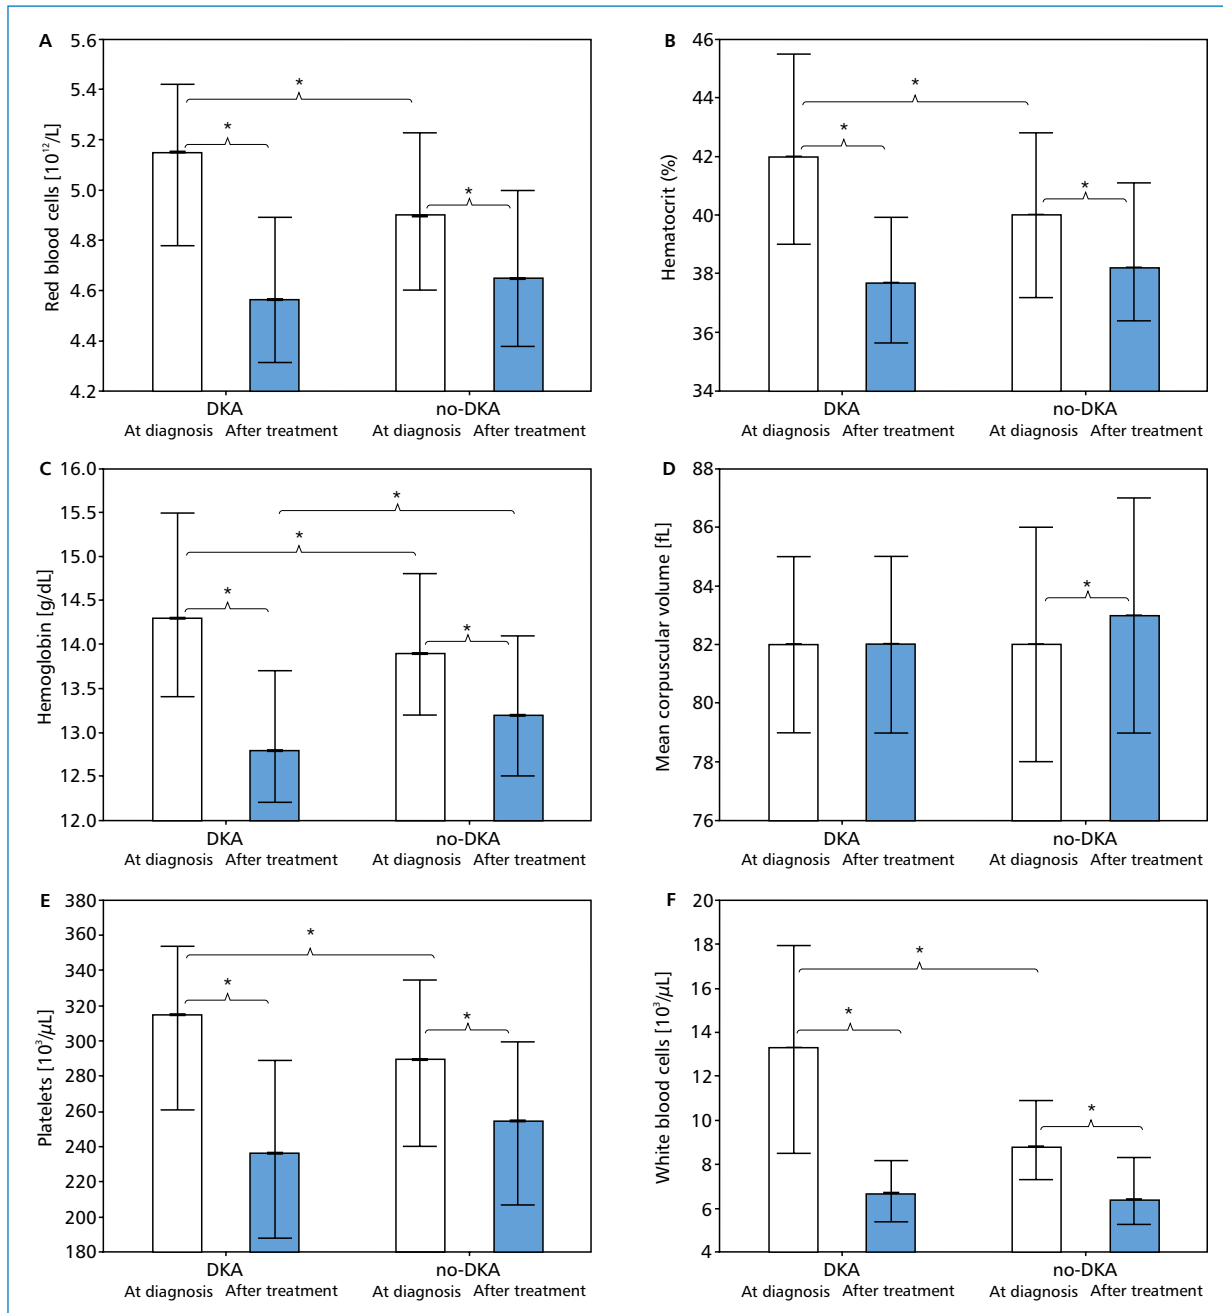 A
Red blood cells [10¹²/L]
5.6
5.4
5.2
5.0
4.8
4.6
4.4
4.2
*
*
*
DKA
no-DKA
At diagnosis After treatment At diagnosis After treatment
B
Hematocrit (%)
46
44
42
40
38
36
34
*
*
*
DKA
no-DKA
At diagnosis After treatment At diagnosis After treatment
C
Hemoglobin [g/dL]
16.0
15.5
15.0
14.5
14.0
13.5
13.0
12.5
12.0
*
*
*
*
DKA
no-DKA
At diagnosis After treatment At diagnosis After treatment
D
Mean corpuscular volume [fL]
88
86
84
82
80
78
76
*
DKA
no-DKA
At diagnosis After treatment At diagnosis After treatment
E
Platelets [10³/μL]
380
360
340
320
300
280
260
240
220
200
180
*
*
*
DKA
no-DKA
At diagnosis After treatment At diagnosis After treatment
F
White blood cells [10³/μL]
20
18
16
14
12
10
8
6
4
*
*
*
DKA
no-DKA
At diagnosis After treatment At diagnosis After treatment